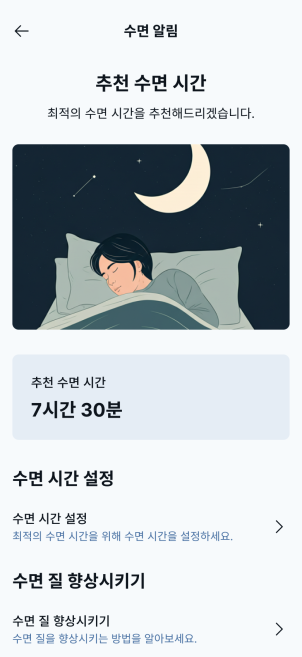 수면 알림
추천 수면 시간
최적의 수면 시간을 추천해드리겠습니다.
추천 수면 시간
7시간 30분
수면 시간 설정
수면 시간 설정
최적의 수면 시간을 위해 수면 시간을 설정하세요.
수면 질 향상시키기
수면 질 향상시키기
수면 질을 향상시키는 방법을 알아보세요.